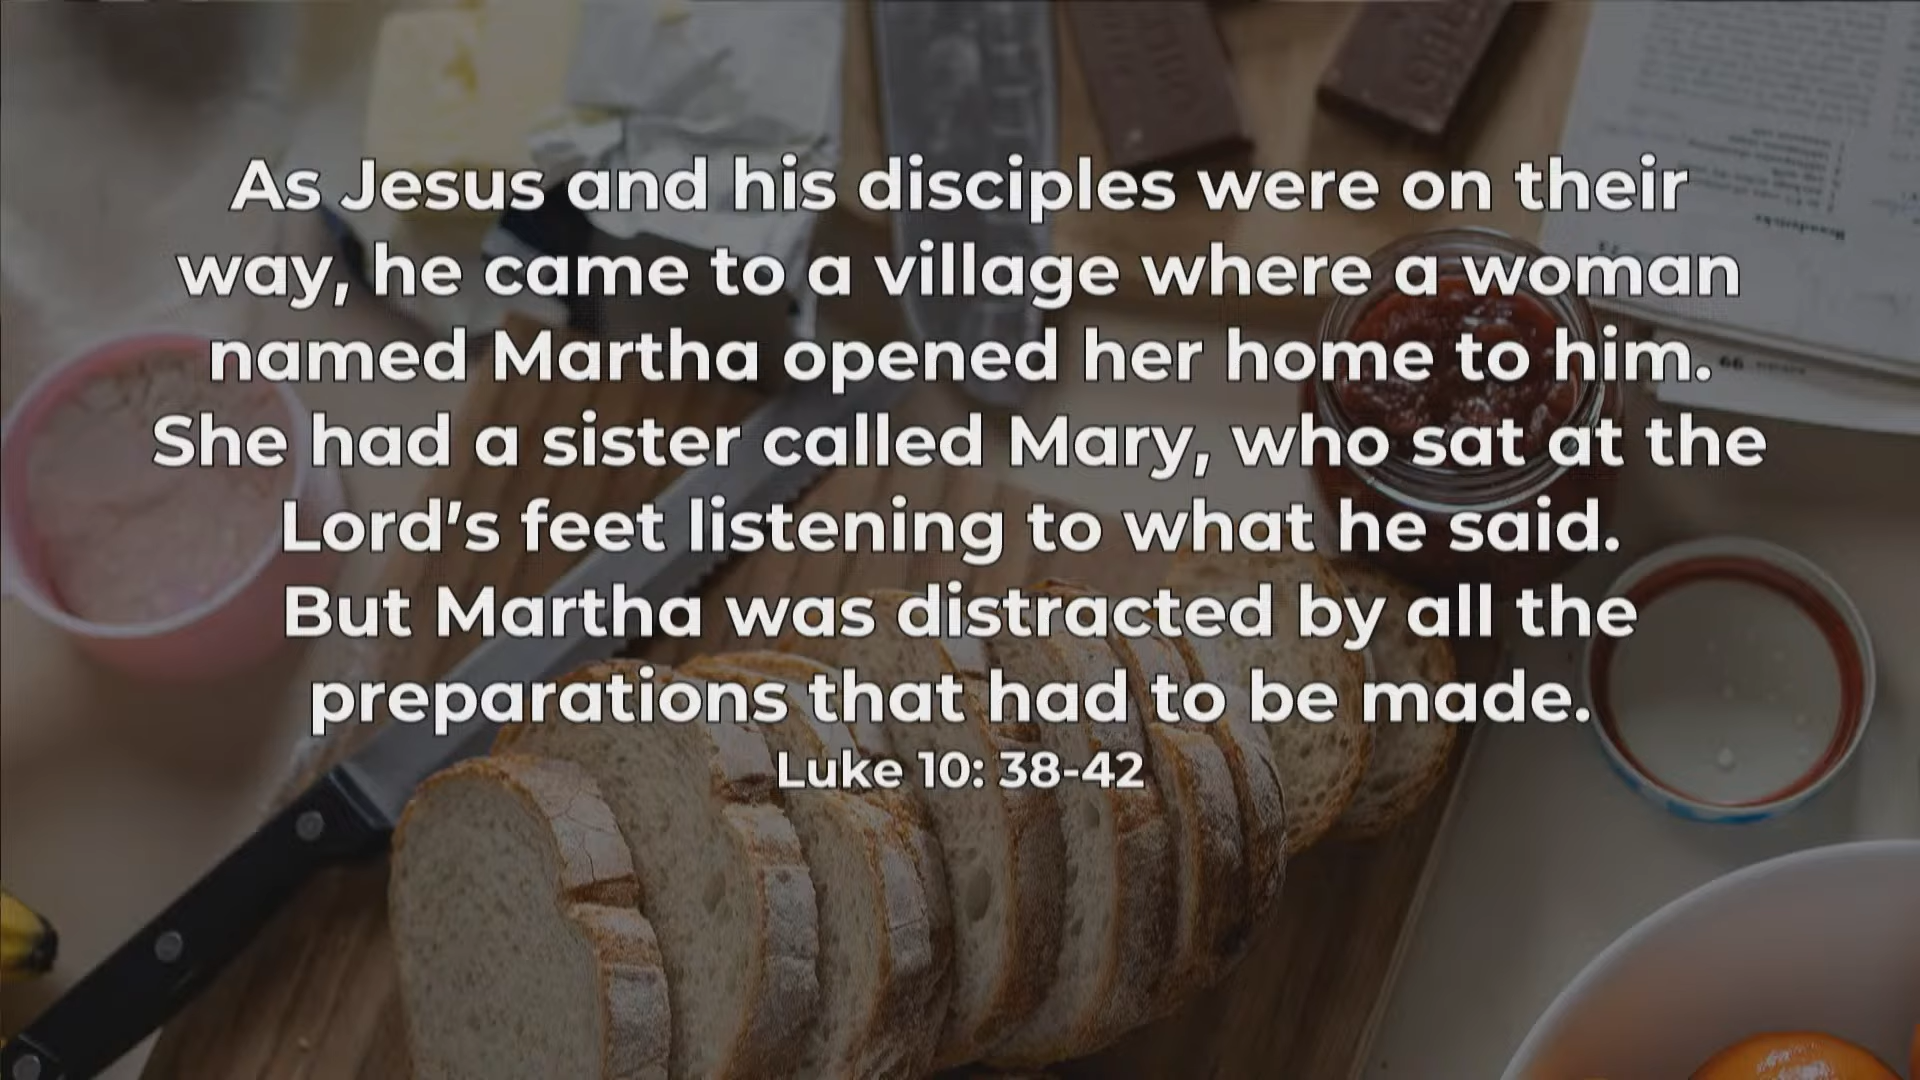 As Jesus and his disciples were on their
way, he came to a village where a woman
named Martha opened her home to him.
She had a sister called Mary, who sat at the
Lord's feet listening to what he said.
But Martha was distracted by all the
preparations that had to be made.
Luke 10: 38-42